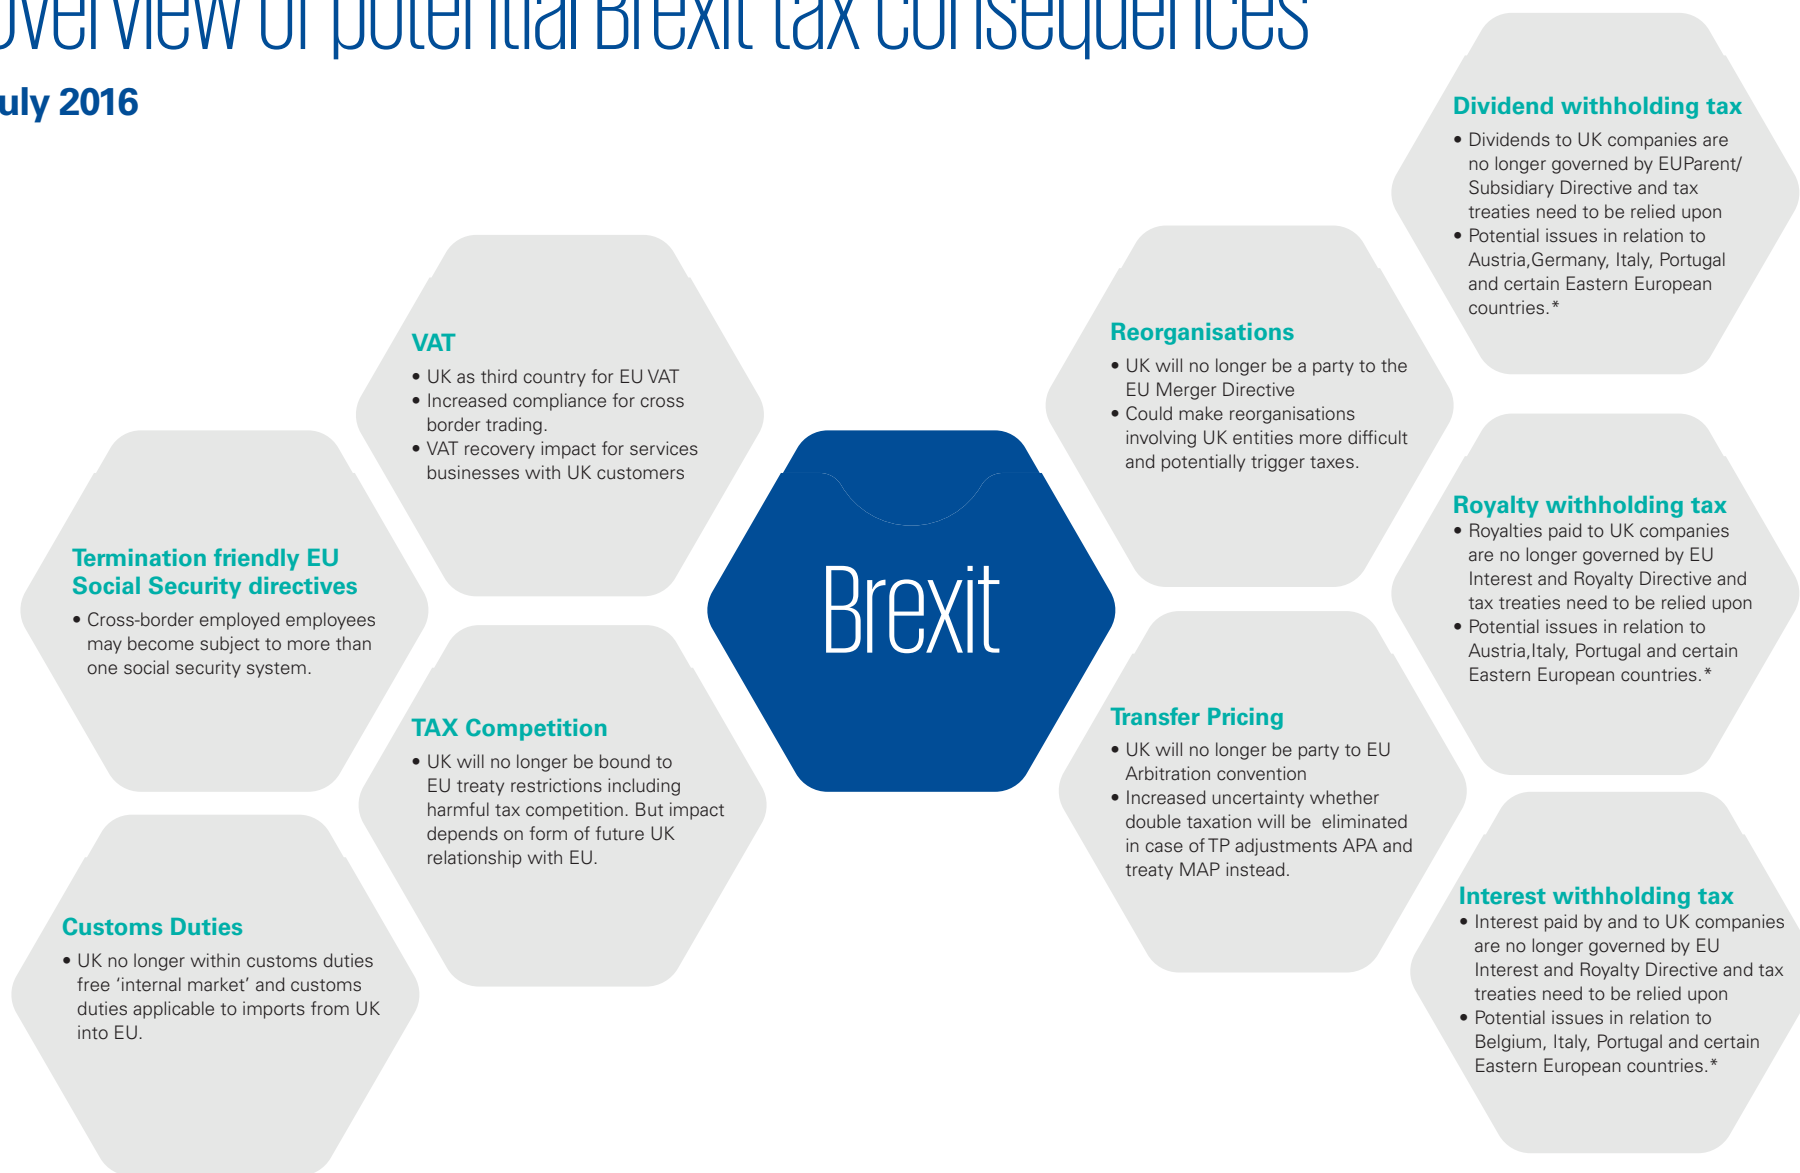 overview of potential Brexit tax consequences
uly 2016
Dividend withholding tax
• Dividends to UK companies are
no longer governed by EUParent/
Subsidiary Directive and tax
treaties need to be relied upon
• Potential issues in relation to
Austria,Germany, Italy, Portugal
and certain Eastern European
countries.*
VAT
• UK as third country for EU VAT
• Increased compliance for cross
border trading.
• VAT recovery impact for services
businesses with UK customers
Reorganisations
• UK will no longer be a party to the
EU Merger Directive
• Could make reorganisations
involving UK entities more difficult
and potentially trigger taxes.
Termination friendly EU
Social Security directives
• Cross-border employed employees
may become subject to more than
one social security system.
Brexit
Royalty withholding tax
• Royalties paid to UK companies
are no longer governed by EU
Interest and Royalty Directive and
tax treaties need to be relied upon
• Potential issues in relation to
Austria,Italy, Portugal and certain
Eastern European countries.*
TAX Competition
• UK will no longer be bound to
EU treaty restrictions including
harmful tax competition. But impact
depends on form of future UK
relationship with EU.
Transfer Pricing
• UK will no longer be party to EU
Arbitration convention
• Increased uncertainty whether
double taxation will be  eliminated
in case of TP adjustments APA and
treaty MAP instead.
Customs Duties
• UK no longer within customs duties
free ‘internal market’ and customs
duties applicable to imports from UK
into EU.
Interest withholding tax
• Interest paid by and to UK companies
are no longer governed by EU
Interest and Royalty Directive and tax
treaties need to be relied upon
• Potential issues in relation to
Belgium, Italy, Portugal and certain
Eastern European countries.*